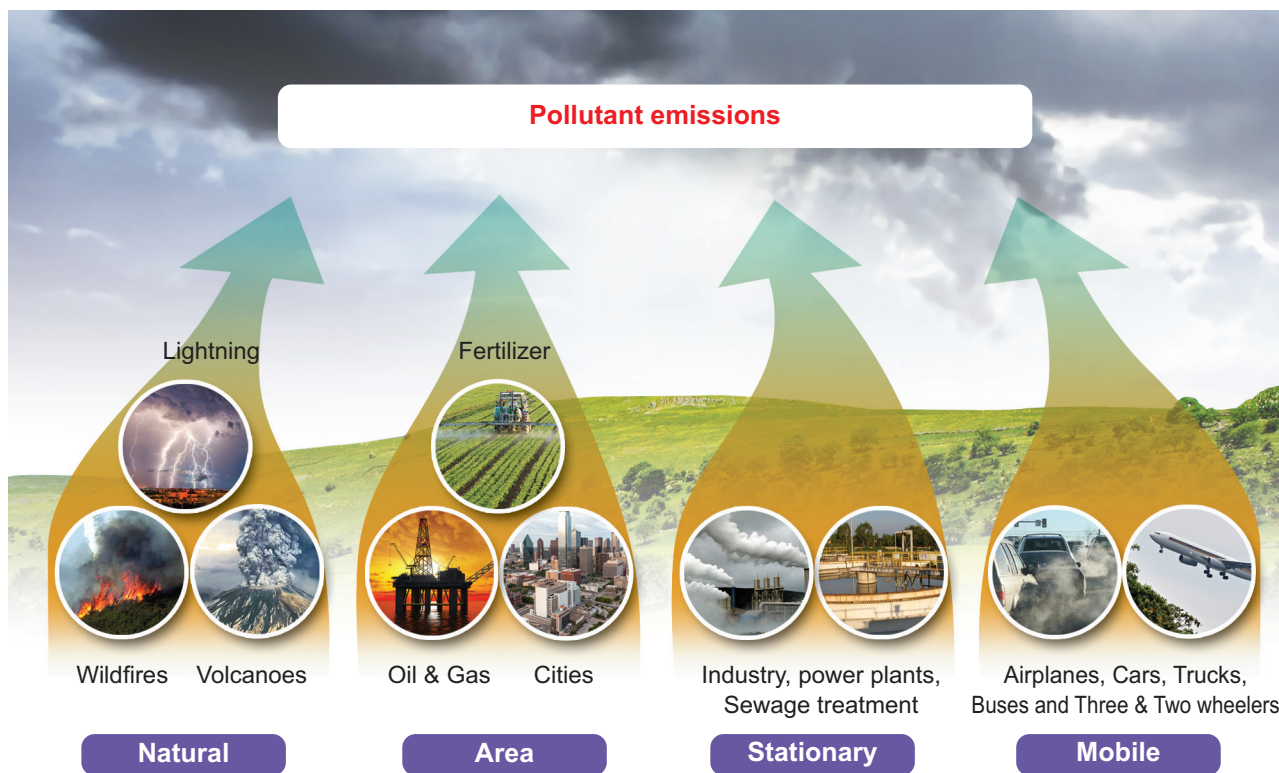 Pollutant emissions
Lightning
Fertilizer
Wildfires
Volcanoes
Oil & Gas
Cities
Industry, power plants,
Sewage treatment
Airplanes, Cars, Trucks,
Buses and Three & Two wheelers
Natural
Area
Stationary
Mobile